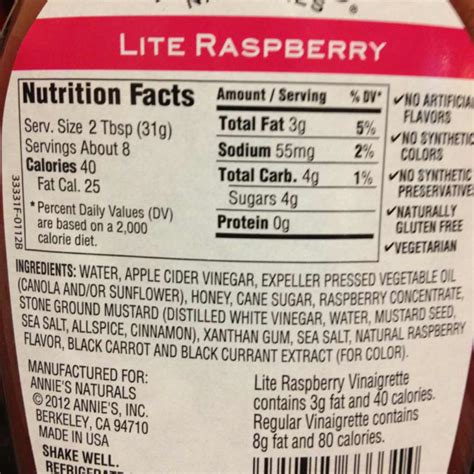 LITE RASPBERRY
Nutrition Facts
Serv. Size 2 Tbsp (31g)
Servings About 8
Calories 40
Fat Cal. 25
*Percent Daily Values (DV)
are based on a 2,000
calorie diet.
Amount / Serving % DV*
Total Fat 3g 5%
Sodium 55mg 2%
Total Carb. 4g 1%
Sugars 4g
Protein 0g
✓NO ARTIFICIAL
FLAVORS
✓NO SYNTHETIC
COLORS
✓NO SYNTHETIC
PRESERVATIVES
✓NATURALLY
GLUTEN FREE
✓VEGETARIAN
33331F-0112B
INGREDIENTS: WATER, APPLE CIDER VINEGAR, EXPELLER PRESSED VEGETABLE OIL
(CANOLA AND/OR SUNFLOWER), HONEY, CANE SUGAR, RASPBERRY CONCENTRATE,
STONE GROUND MUSTARD (DISTILLED WHITE VINEGAR, WATER, MUSTARD SEED,
SEA SALT, ALLSPICE, CINNAMON), XANTHAN GUM, SEA SALT, NATURAL RASPBERRY
FLAVOR, BLACK CARROT AND BLACK CURRANT EXTRACT (FOR COLOR).
MANUFACTURED FOR:
ANNIE'S NATURALS
© 2012 ANNIE'S, INC.
BERKELEY, CA 94710
MADE IN USA
SHAKE WELL.
Lite Raspberry Vinaigrette
contains 3g fat and 40 calories.
Regular Vinaigrette contains
8g fat and 80 calories.